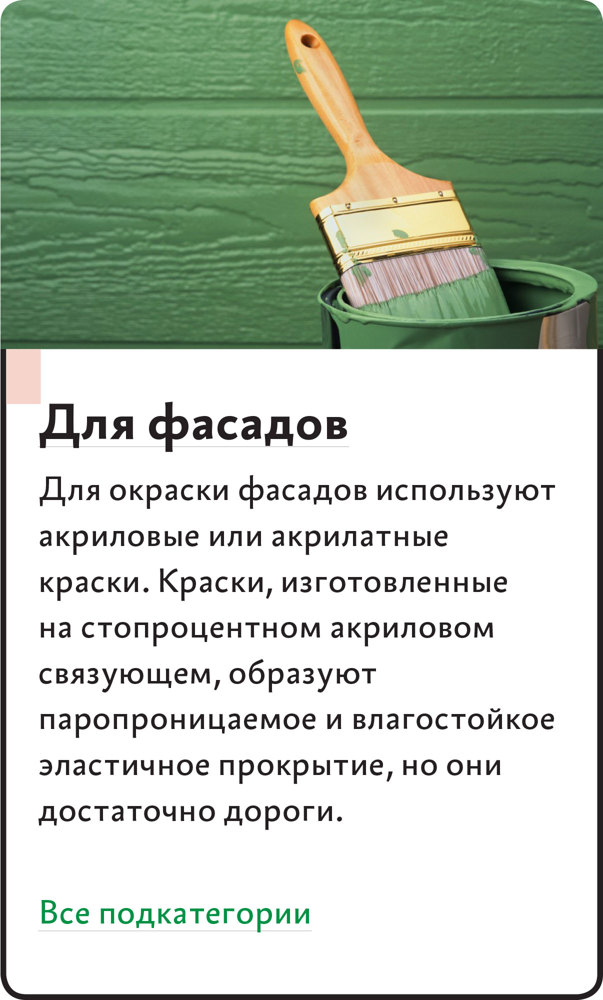 Для фасадов
Для окраски фасадов используют
акриловые или акрилатные
краски. Краски, изготовленные
на стопроцентном акриловом
связующем, образуют
паропроницаемое и влагостойкое
эластичное прокрытие, но они
достаточно дороги.
Все подкатегории